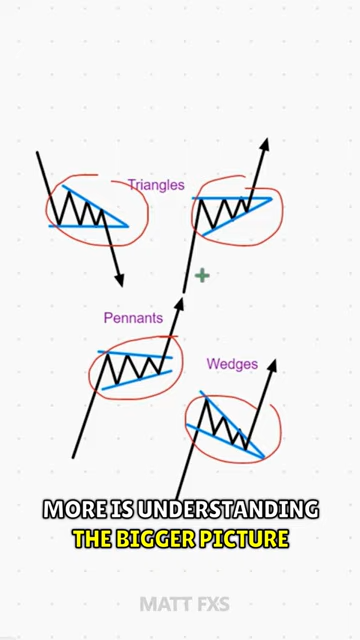 Triangles
Pennants
Wedges
MORE IS UNDERSTANDING
THE BIGGER PICTURE
MATT FXS